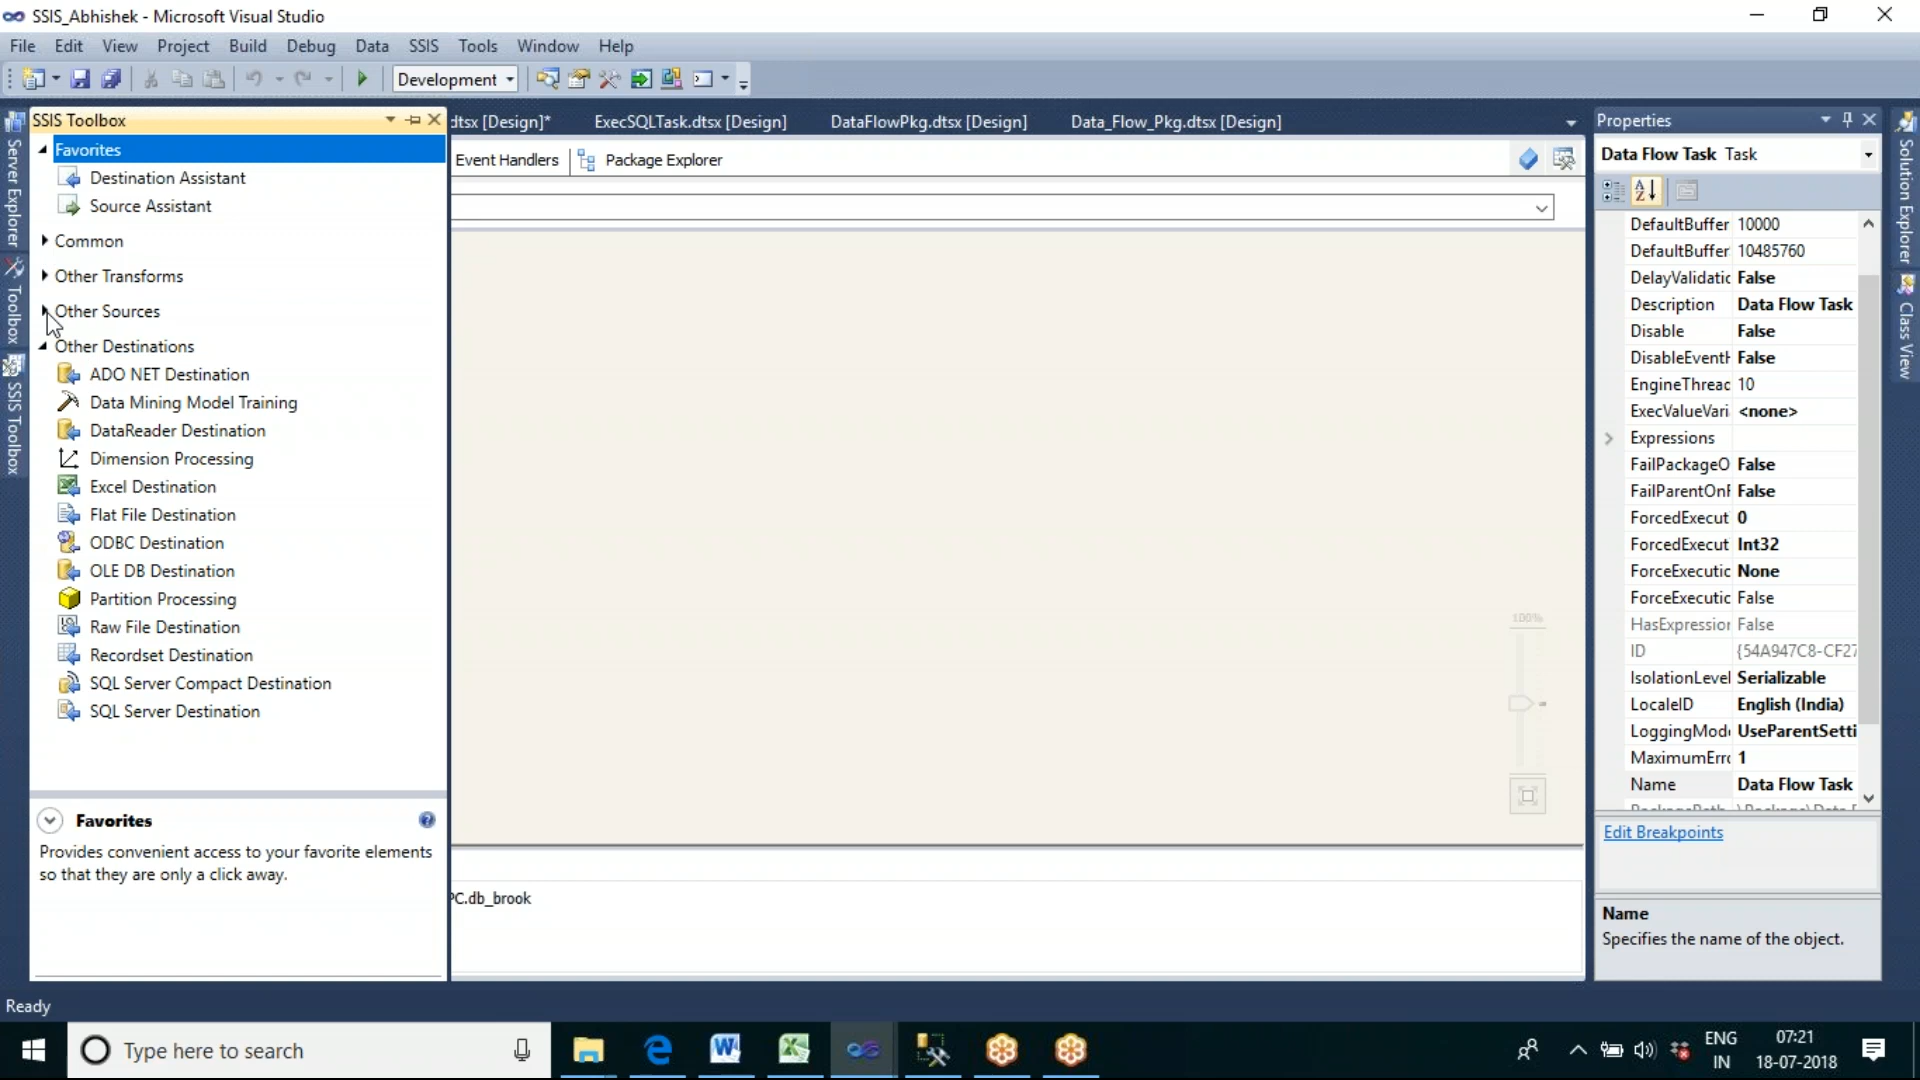 SSIS_Abhishek - Microsoft Visual Studio
File Edit View Project Build Debug Data SSIS Tools Window Help
Development
SSIS Toolbox
dtsx [Design]* ExecSQLTask.dtsx [Design] DataFlowPkg.dtsx [Design] Data_Flow_Pkg.dtsx [Design]
Event Handlers Package Explorer
Server Explorer
Toolbox
SSIS Toolbox
Favorites
Destination Assistant
Source Assistant
Common
Other Transforms
Other Sources
Other Destinations
ADO NET Destination
Data Mining Model Training
DataReader Destination
Dimension Processing
Excel Destination
Flat File Destination
ODBC Destination
OLE DB Destination
Partition Processing
Raw File Destination
Recordset Destination
SQL Server Compact Destination
SQL Server Destination
Favorites
Provides convenient access to your favorite elements
so that they are only a click away.
100%
PC.db_brook
Properties
Data Flow Task Task
DefaultBuffer 10000
DefaultBuffer 10485760
DelayValidatic False
Description Data Flow Task
Disable False
DisableEventH False
EngineThread 10
ExecValueVari <none>
Expressions
FailPackageO False
FailParentOnF False
ForcedExecut 0
ForcedExecut Int32
ForceExecutic None
ForceExecutic False
HasExpression False
ID {54A947C8-CF27
IsolationLevel Serializable
LocaleID English (India)
LoggingMod UseParentSetti
MaximumErro 1
Name Data Flow Task
Edit Breakpoints
Name
Specifies the name of the object.
Solution Explorer
Class View
Ready
Type here to search
ENG
IN
07:21
18-07-2018